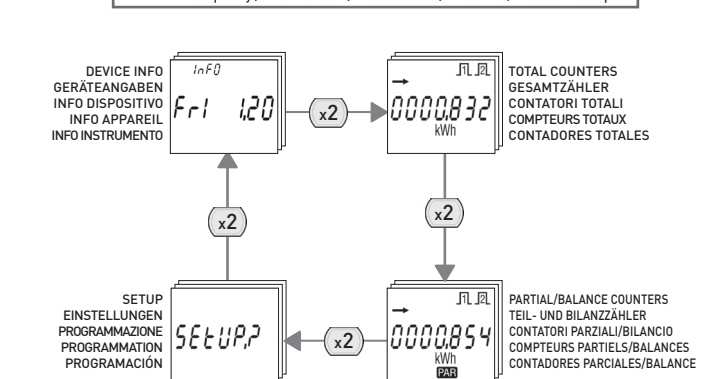 DEVICE INFO
GERÄTEANGABEN
INFO DISPOSITIVO
INFO APPAREIL
INFO INSTRUMENTO
InFO
Fr1 1.20
x2
0000.832
kWh
TOTAL COUNTERS
GESAMTZÄHLER
CONTATORI TOTALI
COMPTEURS TOTAUX
CONTADORES TOTALES
x2
x2
SETUP
EINSTELLUNGEN
PROGRAMMAZIONE
PROGRAMMATION
PROGRAMACIÓN
SEtUP.?
x2
0000.854
kWh
PAR
PARTIAL/BALANCE COUNTERS
TEIL- UND BILANZZÄHLER
CONTATORI PARZIALI/BILANCIO
COMPTEURS PARTIELS/BALANCES
CONTADORES PARCIALES/BALANCE